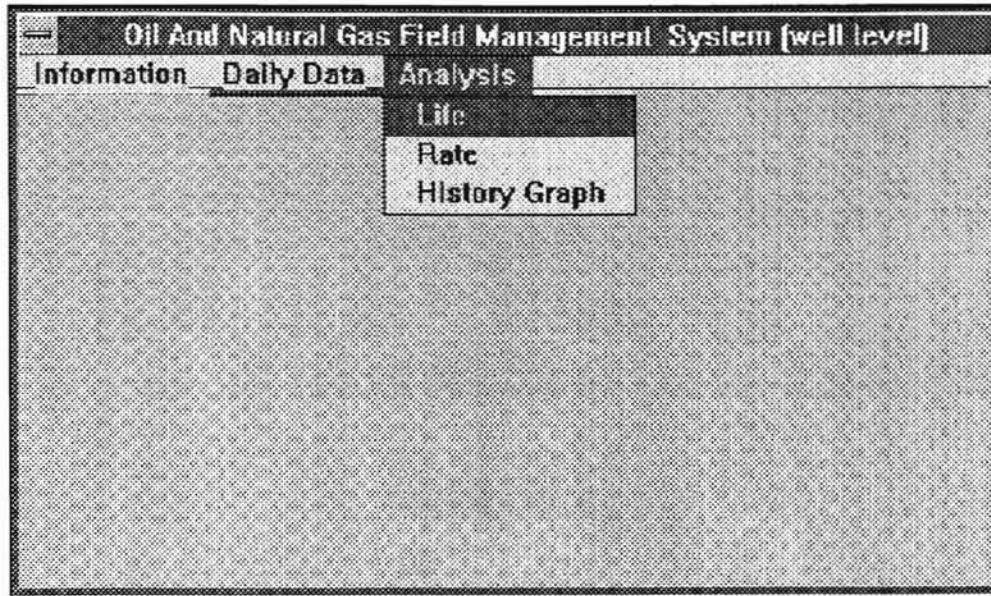 Oil And Natural Gas Field Management System (well level)
Information Daily Data Analysis
Life
Rate
History Graph